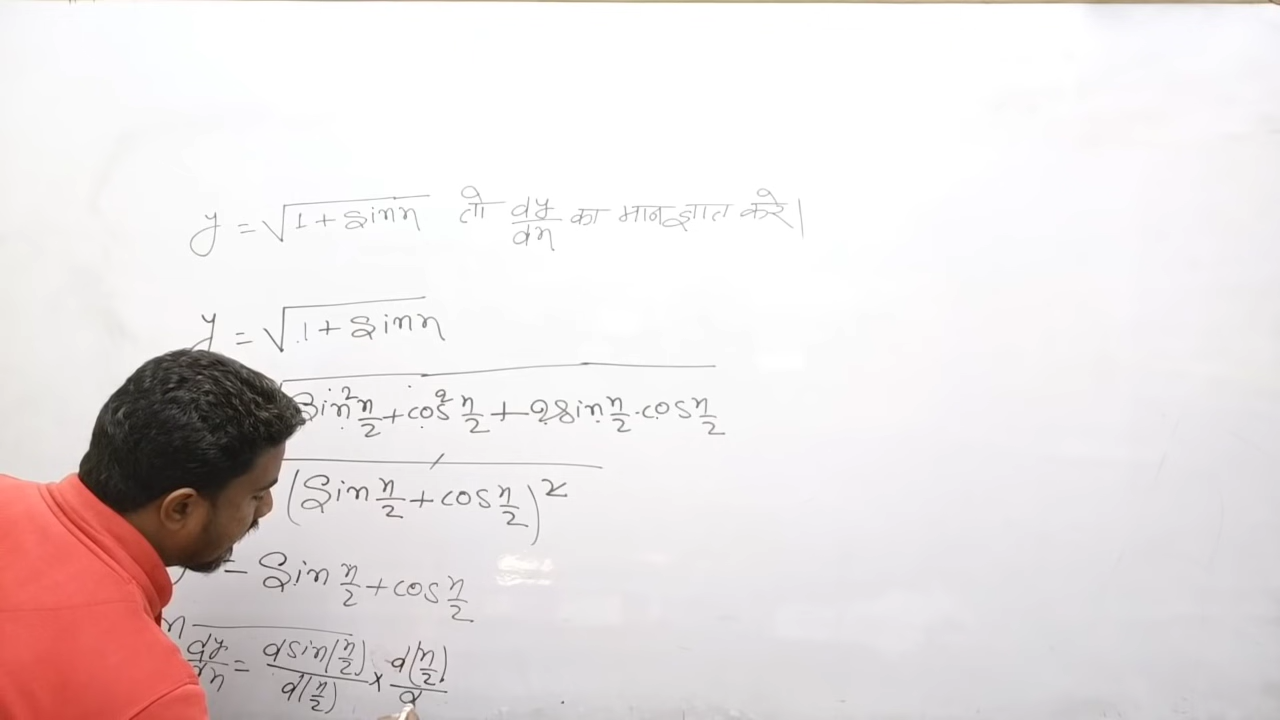 y = √1 + sinx तो dy/dx का मान ज्ञात करे|
y = √1 + sinx
sin²x/2 + cos²x/2 + 2sinx/2·cosx/2
(sinx/2 + cosx/2)²
= sinx/2 + cosx/2
dy/dx = dsin(x/2)/d(x/2) × d(x/2)/d